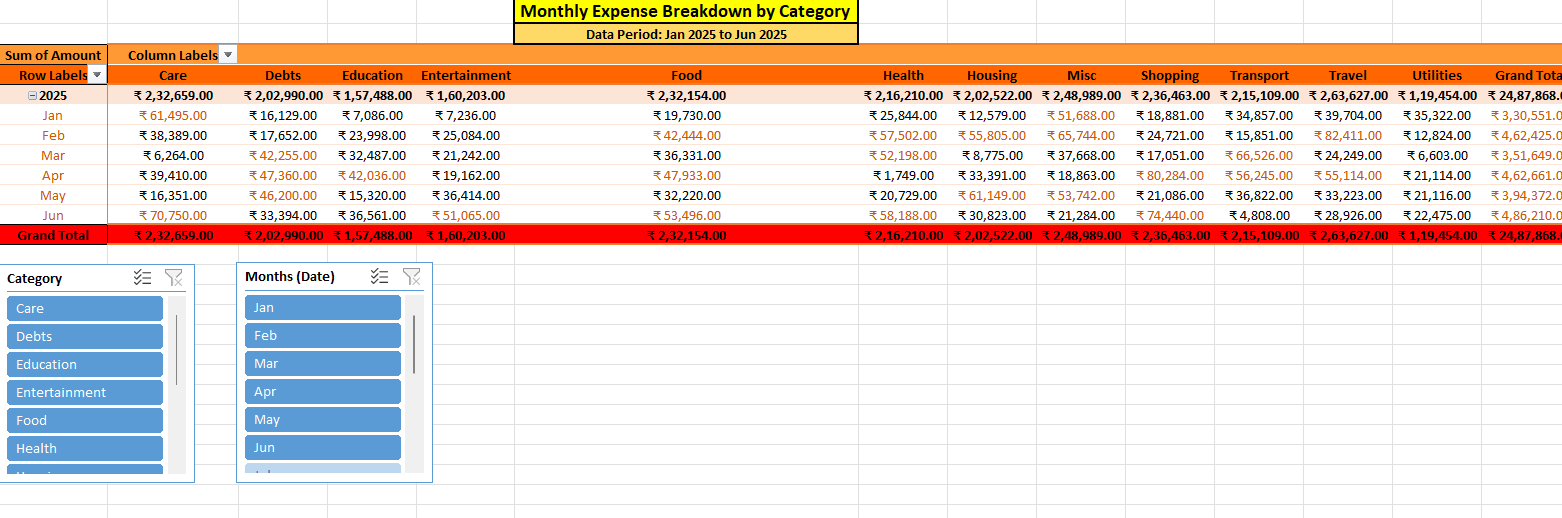 Monthly Expense Breakdown by Category
Data Period: Jan 2025 to Jun 2025
Sum of Amount Column Labels
Row Labels Care Debts Education Entertainment Food Health Housing Misc Shopping Transport Travel Utilities Grand Tota
2025 ₹ 2,32,659.00 ₹ 2,02,990.00 ₹ 1,57,488.00 ₹ 1,60,203.00 ₹ 2,32,154.00 ₹ 2,16,210.00 ₹ 2,02,522.00 ₹ 2,48,989.00 ₹ 2,36,463.00 ₹ 2,15,109.00 ₹ 2,63,627.00 ₹ 1,19,454.00 ₹ 24,87,868.
Jan ₹ 61,495.00 ₹ 16,129.00 ₹ 7,086.00 ₹ 7,236.00 ₹ 19,730.00 ₹ 25,844.00 ₹ 12,579.00 ₹ 51,688.00 ₹ 18,881.00 ₹ 34,857.00 ₹ 39,704.00 ₹ 35,322.00 ₹ 3,30,551.0
Feb ₹ 38,389.00 ₹ 17,652.00 ₹ 23,998.00 ₹ 25,084.00 ₹ 42,444.00 ₹ 57,502.00 ₹ 55,805.00 ₹ 65,744.00 ₹ 24,721.00 ₹ 15,851.00 ₹ 82,411.00 ₹ 12,824.00 ₹ 4,62,425.0
Mar ₹ 6,264.00 ₹ 42,255.00 ₹ 32,487.00 ₹ 21,242.00 ₹ 36,331.00 ₹ 52,198.00 ₹ 8,775.00 ₹ 37,668.00 ₹ 17,051.00 ₹ 66,526.00 ₹ 24,249.00 ₹ 6,603.00 ₹ 3,51,649.0
Apr ₹ 39,410.00 ₹ 47,360.00 ₹ 42,036.00 ₹ 19,162.00 ₹ 47,933.00 ₹ 1,749.00 ₹ 33,391.00 ₹ 18,863.00 ₹ 80,284.00 ₹ 56,245.00 ₹ 55,114.00 ₹ 21,114.00 ₹ 4,62,661.0
May ₹ 16,351.00 ₹ 46,200.00 ₹ 15,320.00 ₹ 36,414.00 ₹ 32,220.00 ₹ 20,729.00 ₹ 61,149.00 ₹ 53,742.00 ₹ 21,086.00 ₹ 36,822.00 ₹ 33,223.00 ₹ 21,116.00 ₹ 3,94,372.0
Jun ₹ 70,750.00 ₹ 33,394.00 ₹ 36,561.00 ₹ 51,065.00 ₹ 53,496.00 ₹ 58,188.00 ₹ 30,823.00 ₹ 21,284.00 ₹ 74,440.00 ₹ 4,808.00 ₹ 28,926.00 ₹ 22,475.00 ₹ 4,86,210.0
Grand Total ₹ 2,32,659.00 ₹ 2,02,990.00 ₹ 1,57,488.00 ₹ 1,60,203.00 ₹ 2,32,154.00 ₹ 2,16,210.00 ₹ 2,02,522.00 ₹ 2,48,989.00 ₹ 2,36,463.00 ₹ 2,15,109.00 ₹ 2,63,627.00 ₹ 1,19,454.00 ₹ 24,87,868.
Category
Care
Debts
Education
Entertainment
Food
Health
Months (Date)
Jan
Feb
Mar
Apr
May
Jun